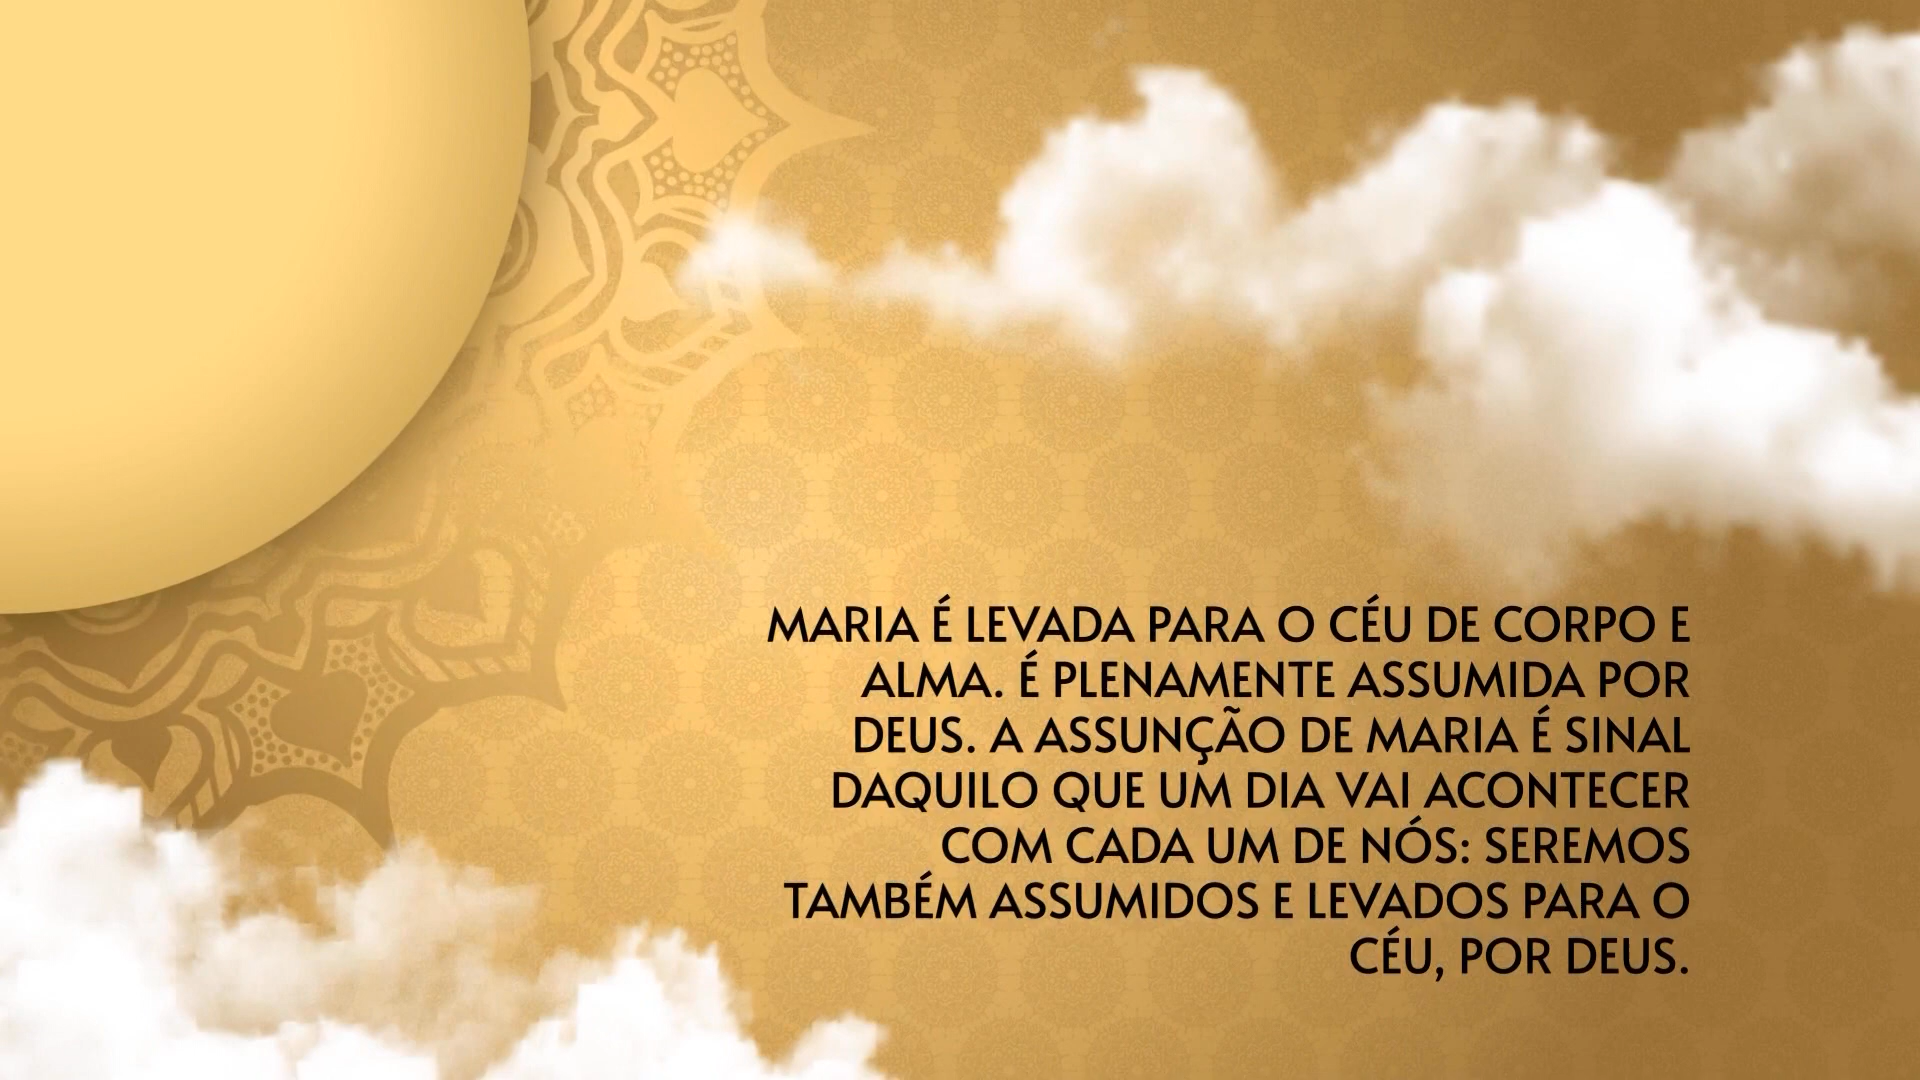 MARIA É LEVADA PARA O CÉU DE CORPO E
ALMA. É PLENAMENTE ASSUMIDA POR
DEUS. A ASSUNÇÃO DE MARIA É SINAL
DAQUILO QUE UM DIA VAI ACONTECER
COM CADA UM DE NÓS: SEREMOS
TAMBÉM ASSUMIDOS E LEVADOS PARA O
CÉU, POR DEUS.